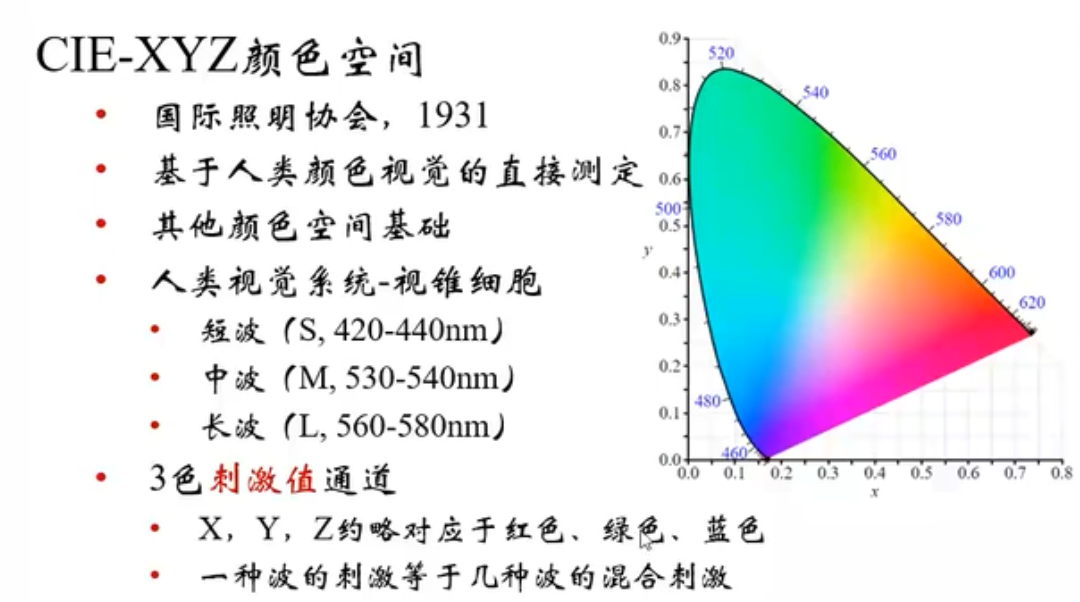 CIE-XYZ颜色空间
• 国际照明协会，1931
• 基于人类颜色视觉的直接测定
• 其他颜色空间基础
• 人类视觉系统-视锥细胞
• 短波（S, 420-440nm）
• 中波（M, 530-540nm）
• 长波（L, 560-580nm）
• 3色刺激值通道
• X，Y，Z约略对应于红色、绿色、蓝色
• 一种波的刺激等于几种波的混合刺激
0.9
520
0.8
540
0.7
560
0.6
500
580
0.5
y
0.4
600
620
0.3
0.2
480
0.1
460
0.0
0.0 0.1 0.2 0.3 0.4 0.5 0.6 0.7 0.8
x